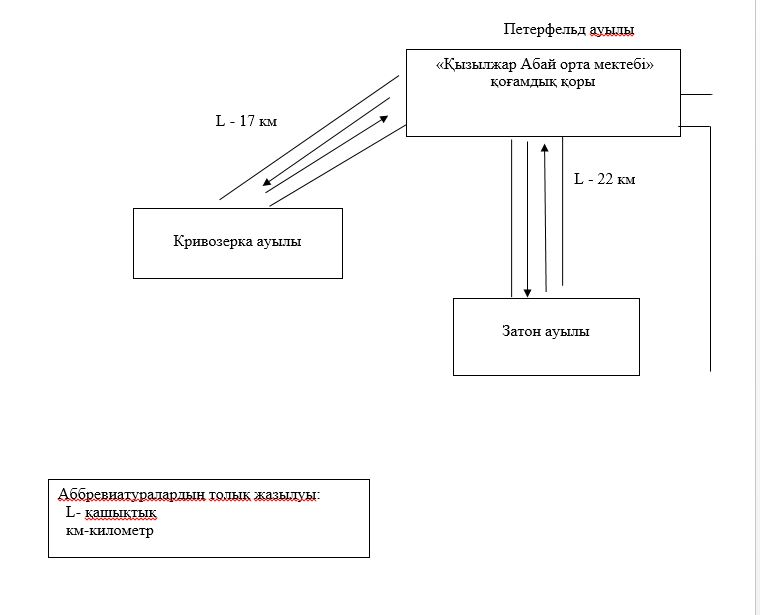 Петерфельд ауылы
«Қызылжар Абай орта мектебі»
қоғамдық қоры
L - 17 км
L - 22 км
Кривозерка ауылы
Затон ауылы
Аббревиатуралардың толық жазылуы:
L- қашықтық
км-километр